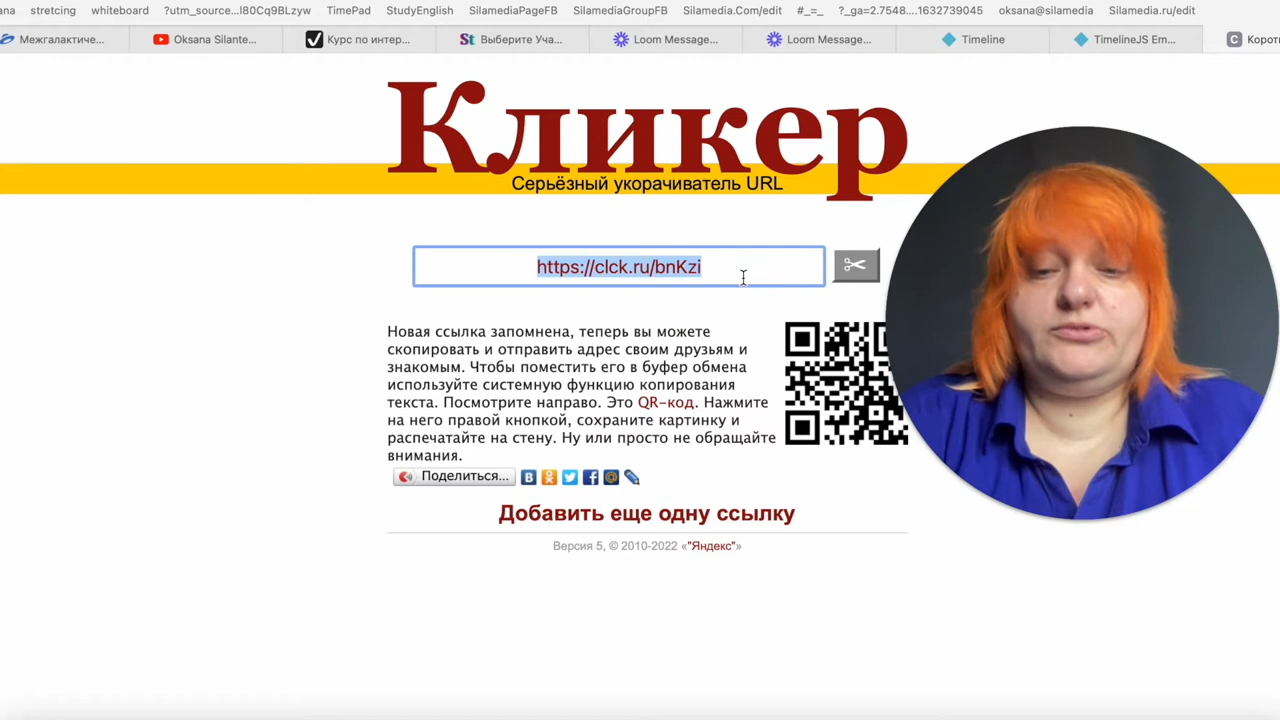 ana stretcing whiteboard ?utm_source...l80Cq9BLzyw TimePad StudyEnglish SilamediaPageFB SilamediaGroupFB Silamedia.Com/edit #_=_ ?_ga=2.7548....1632739045 oksana@silamedia Silamedia.ru/edit
Межгалактиче... Oksana Silante... Курс по интер... St Выберите Уча... Loom Message... Loom Message... Timeline TimelineJS Em... C Корот
Кликер
Серьёзный укорачиватель URL
https://clck.ru/bnKzi
Новая ссылка запомнена, теперь вы можете
скопировать и отправить адрес своим друзьям и
знакомым. Чтобы поместить его в буфер обмена
используйте системную функцию копирования
текста. Посмотрите направо. Это QR-код. Нажмите
на него правой кнопкой, сохраните картинку и
распечатайте на стену. Ну или просто не обращайте
внимания.
Поделиться...
Добавить еще одну ссылку
Версия 5, © 2010-2022 «"Яндекс"»